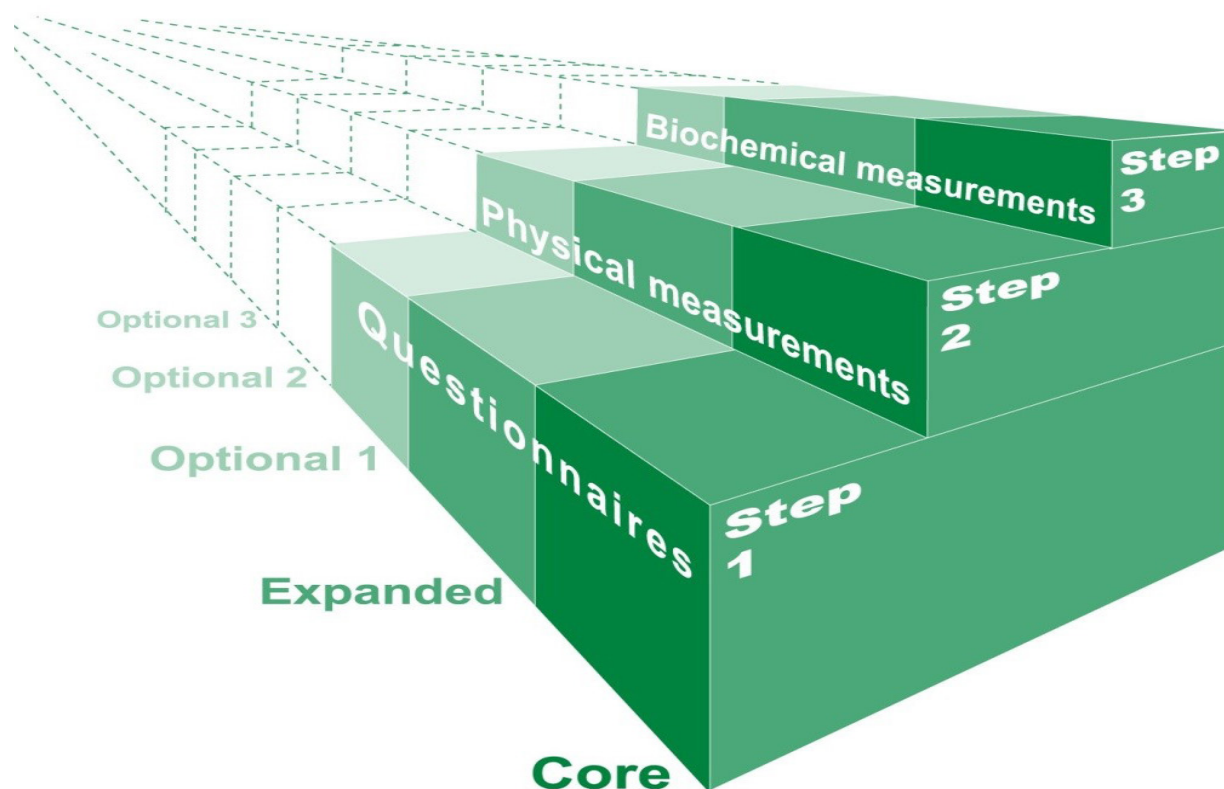 Biochemical measurements
Step
3
Physical measurements
Step
2
Questionnaires
Step
1
Optional 3
Optional 2
Optional 1
Expanded
Core